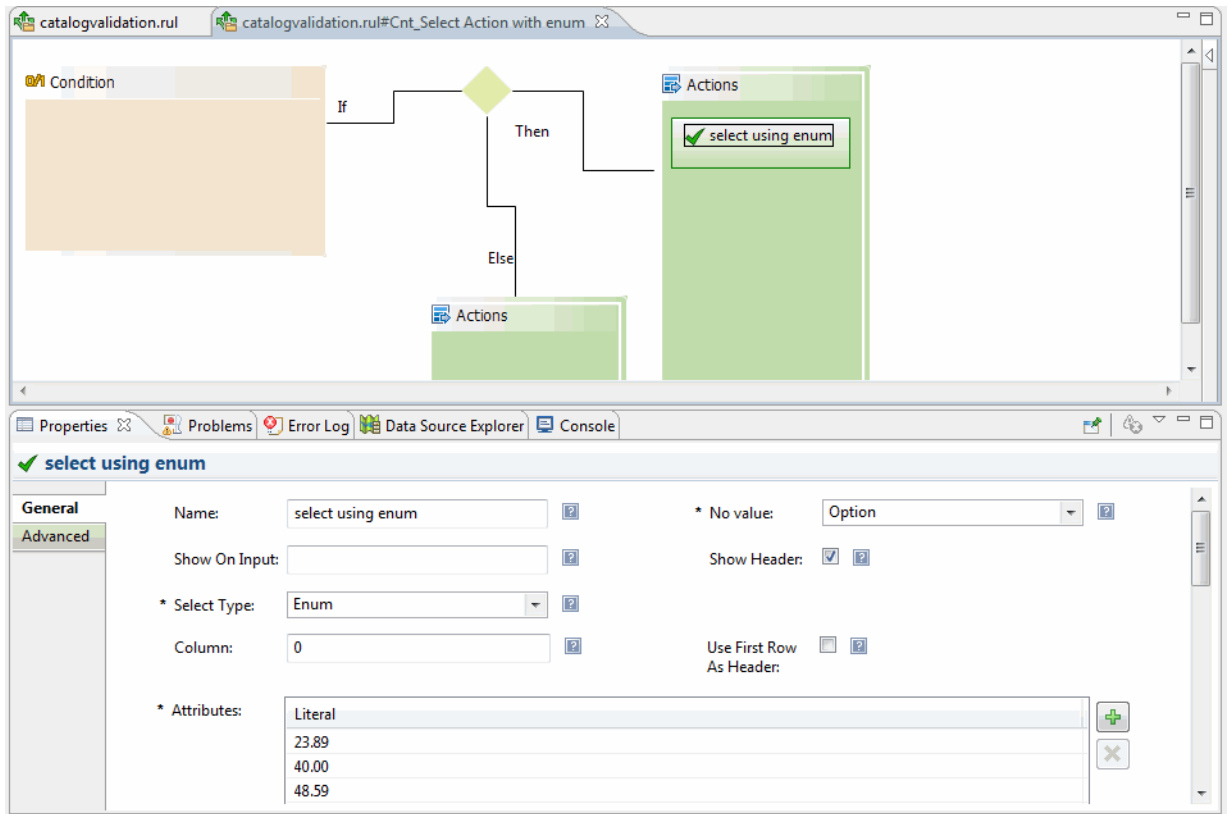 catalogvalidation.rul
catalogvalidation.rul#Cnt_Select Action with enum
Condition
If
Then
Else
Actions
select using enum
Actions
Properties
Problems
Error Log
Data Source Explorer
Console
select using enum
General
Advanced
Name:
select using enum
* No value:
Option
Show On Input:
Show Header:
* Select Type:
Enum
Column:
0
Use First Row
As Header:
* Attributes:
Literal
23.89
40.00
48.59